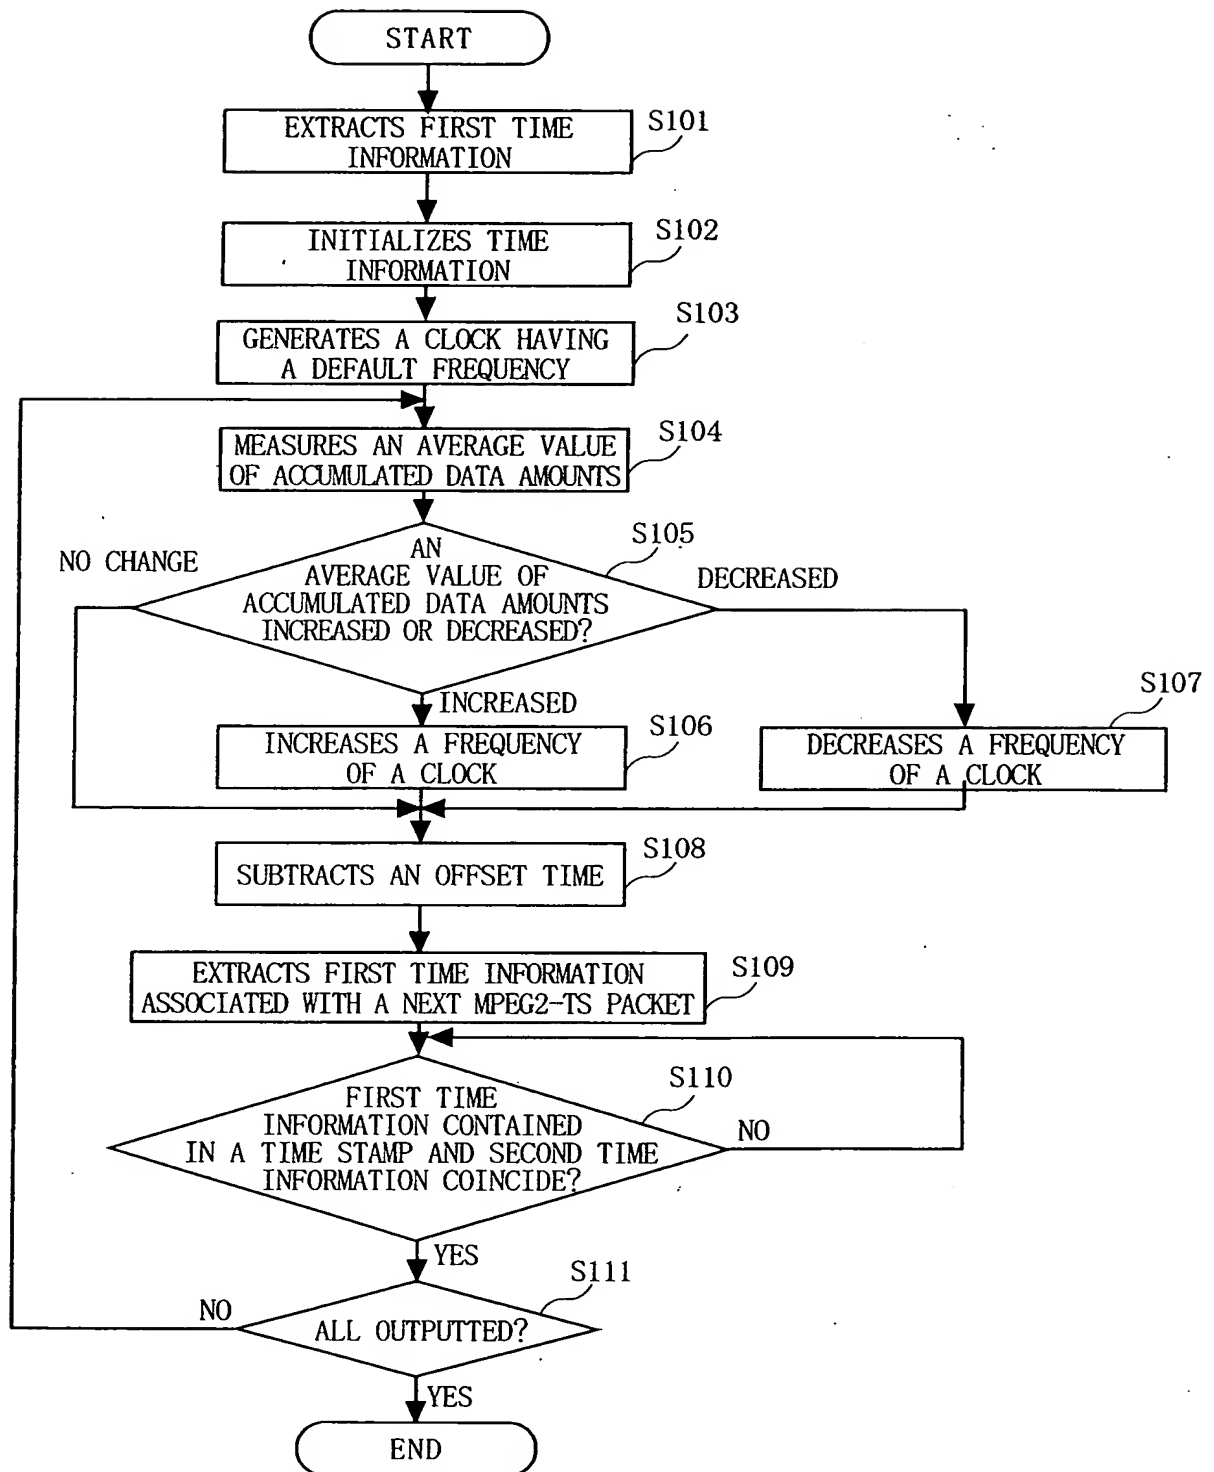 START
EXTRACTS FIRST TIME
INFORMATION
S101
INITIALIZES TIME
INFORMATION
S102
GENERATES A CLOCK HAVING
A DEFAULT FREQUENCY
S103
MEASURES AN AVERAGE VALUE
OF ACCUMULATED DATA AMOUNTS
S104
AN
AVERAGE VALUE OF
ACCUMULATED DATA AMOUNTS
INCREASED OR DECREASED?
S105
NO CHANGE
DECREASED
INCREASED
INCREASES A FREQUENCY
OF A CLOCK
S106
DECREASES A FREQUENCY
OF A CLOCK
S107
SUBTRACTS AN OFFSET TIME
S108
EXTRACTS FIRST TIME INFORMATION
ASSOCIATED WITH A NEXT MPEG2-TS PACKET
S109
FIRST TIME
INFORMATION CONTAINED
IN A TIME STAMP AND SECOND TIME
INFORMATION COINCIDE?
S110
NO
YES
ALL OUTPUTTED?
S111
NO
YES
END